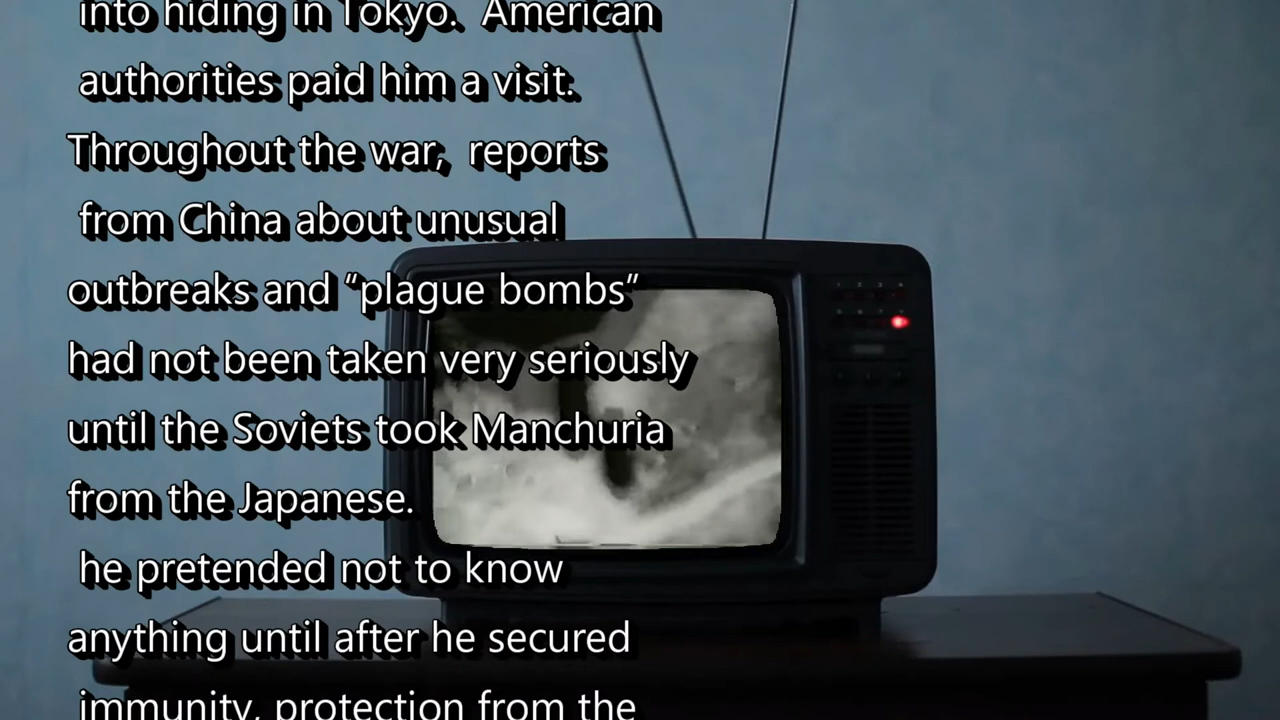 into hiding in Tokyo. American
authorities paid him a visit.
Throughout the war, reports
from China about unusual
outbreaks and “plague bombs”
had not been taken very seriously
until the Soviets took Manchuria
from the Japanese.
he pretended not to know
anything until after he secured
immunity, protection from the